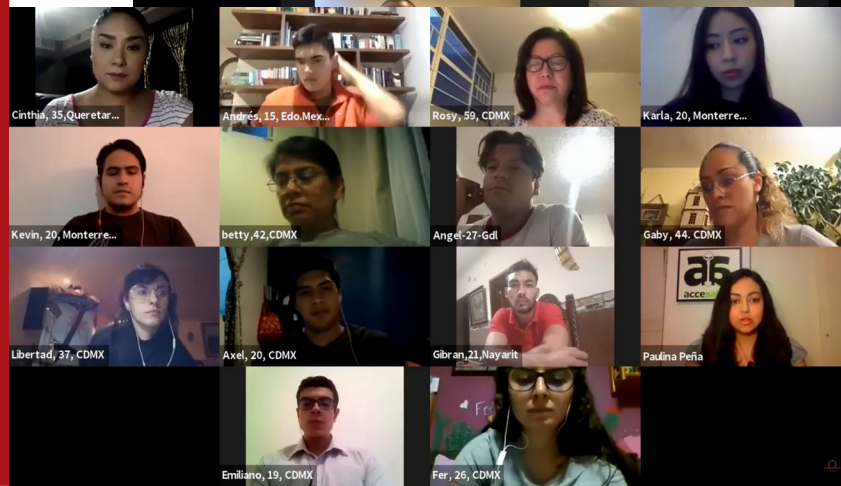 Cinthia, 35,Queretar...
Andrés, 15, Edo.Mex...
Rosy, 59, CDMX
Karla, 20, Monterre...
Kevin, 20, Monterre...
betty,42,CDMX
Angel-27-Gdl
Gaby, 44. CDMX
Libertad, 37, CDMX
Axel, 20, CDMX
Gibran,21,Nayarit
acces
Paulina Peña
Emiliano, 19, CDMX
Fer, 26, CDMX